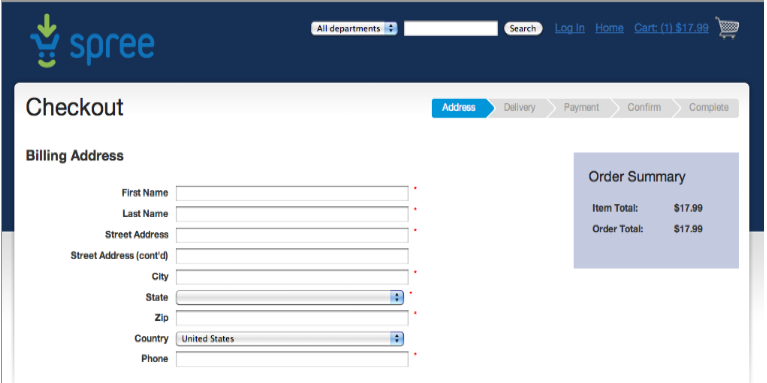 spree
All departments
Search
Log In Home Cart: (1) $17.99
Checkout
Address Delivery Payment Confirm Complete
Billing Address
First Name *
Last Name *
Street Address *
Street Address (cont'd)
City *
State *
Zip *
Country United States
Phone *
Order Summary
Item Total: $17.99
Order Total: $17.99